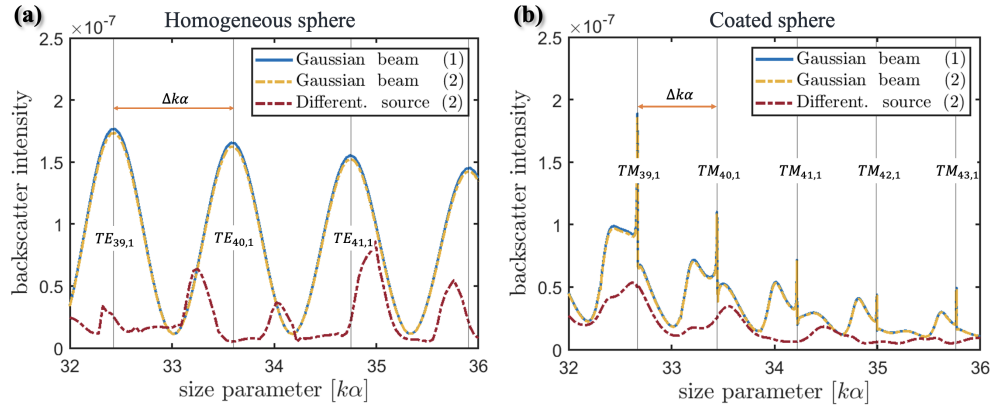 (a) Homogeneous sphere
×10⁻⁷
2.5
2
1.5
1
0.5
0
backscatter intensity
Gaussian beam (1)
Gaussian beam (2)
Different. source (2)
Δkα
TE₃₉,₁
TE₄₀,₁
TE₄₁,₁
32 33 34 35 36
size parameter [kα]
(b) Coated sphere
×10⁻⁷
2.5
2
1.5
1
0.5
0
backscatter intensity
Gaussian beam (1)
Gaussian beam (2)
Different. source (2)
Δkα
TM₃₉,₁ TM₄₀,₁ TM₄₁,₁ TM₄₂,₁ TM₄₃,₁
32 33 34 35 36
size parameter [kα]